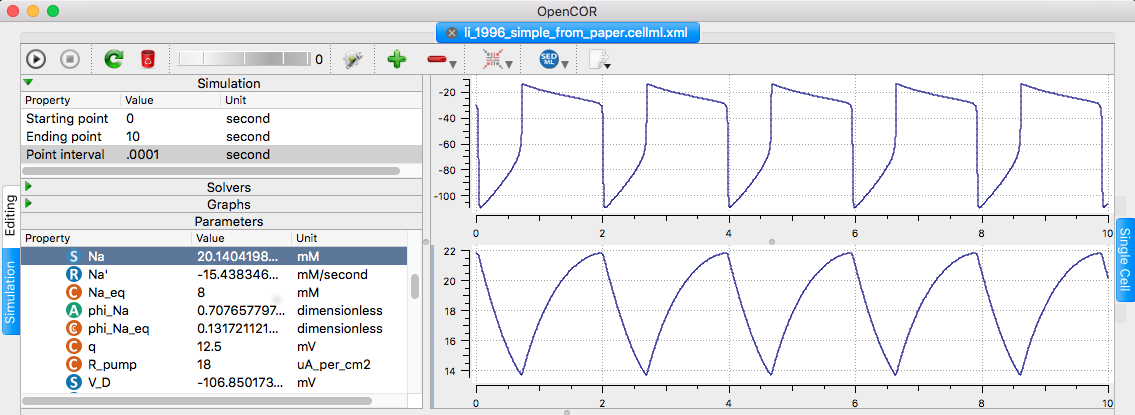 OpenCOR
li_1996_simple_from_paper.cellml.xml
0
SED
ML
Editing
Simulation
Simulation
Property Value Unit
Starting point 0 second
Ending point 10 second
Point interval .0001 second
Solvers
Graphs
Parameters
Property Value Unit
S Na 20.1404198... mM
R Na' -15.438346... mM/second
C Na_eq 8 mM
A phi_Na 0.707657797... dimensionless
C phi_Na_eq 0.131721121... dimensionless
C q 12.5 mV
C R_pump 18 uA_per_cm2
S V_D -106.850173... mV
-20
-40
-60
-80
-100
0 2 4 6 8 10
22
20
18
16
14
0 2 4 6 8 10
Single Cell